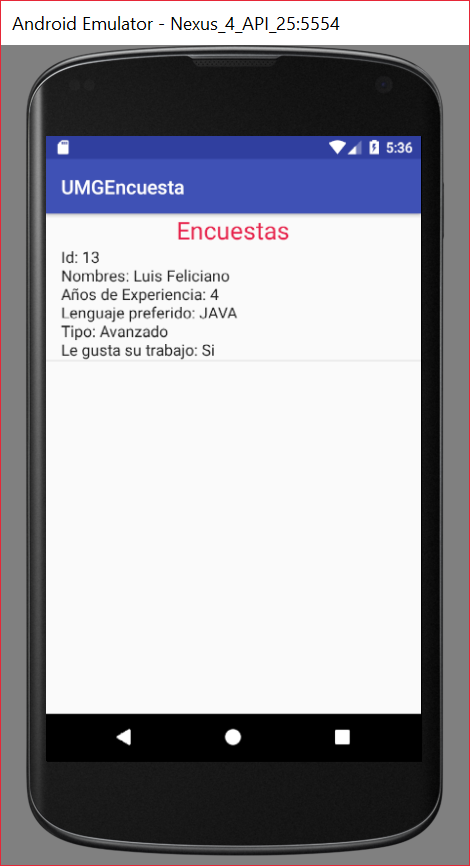 Android Emulator - Nexus_4_API_25:5554
5:36
UMGEncuesta
Encuestas
Id: 13
Nombres: Luis Feliciano
Años de Experiencia: 4
Lenguaje preferido: JAVA
Tipo: Avanzado
Le gusta su trabajo: Si